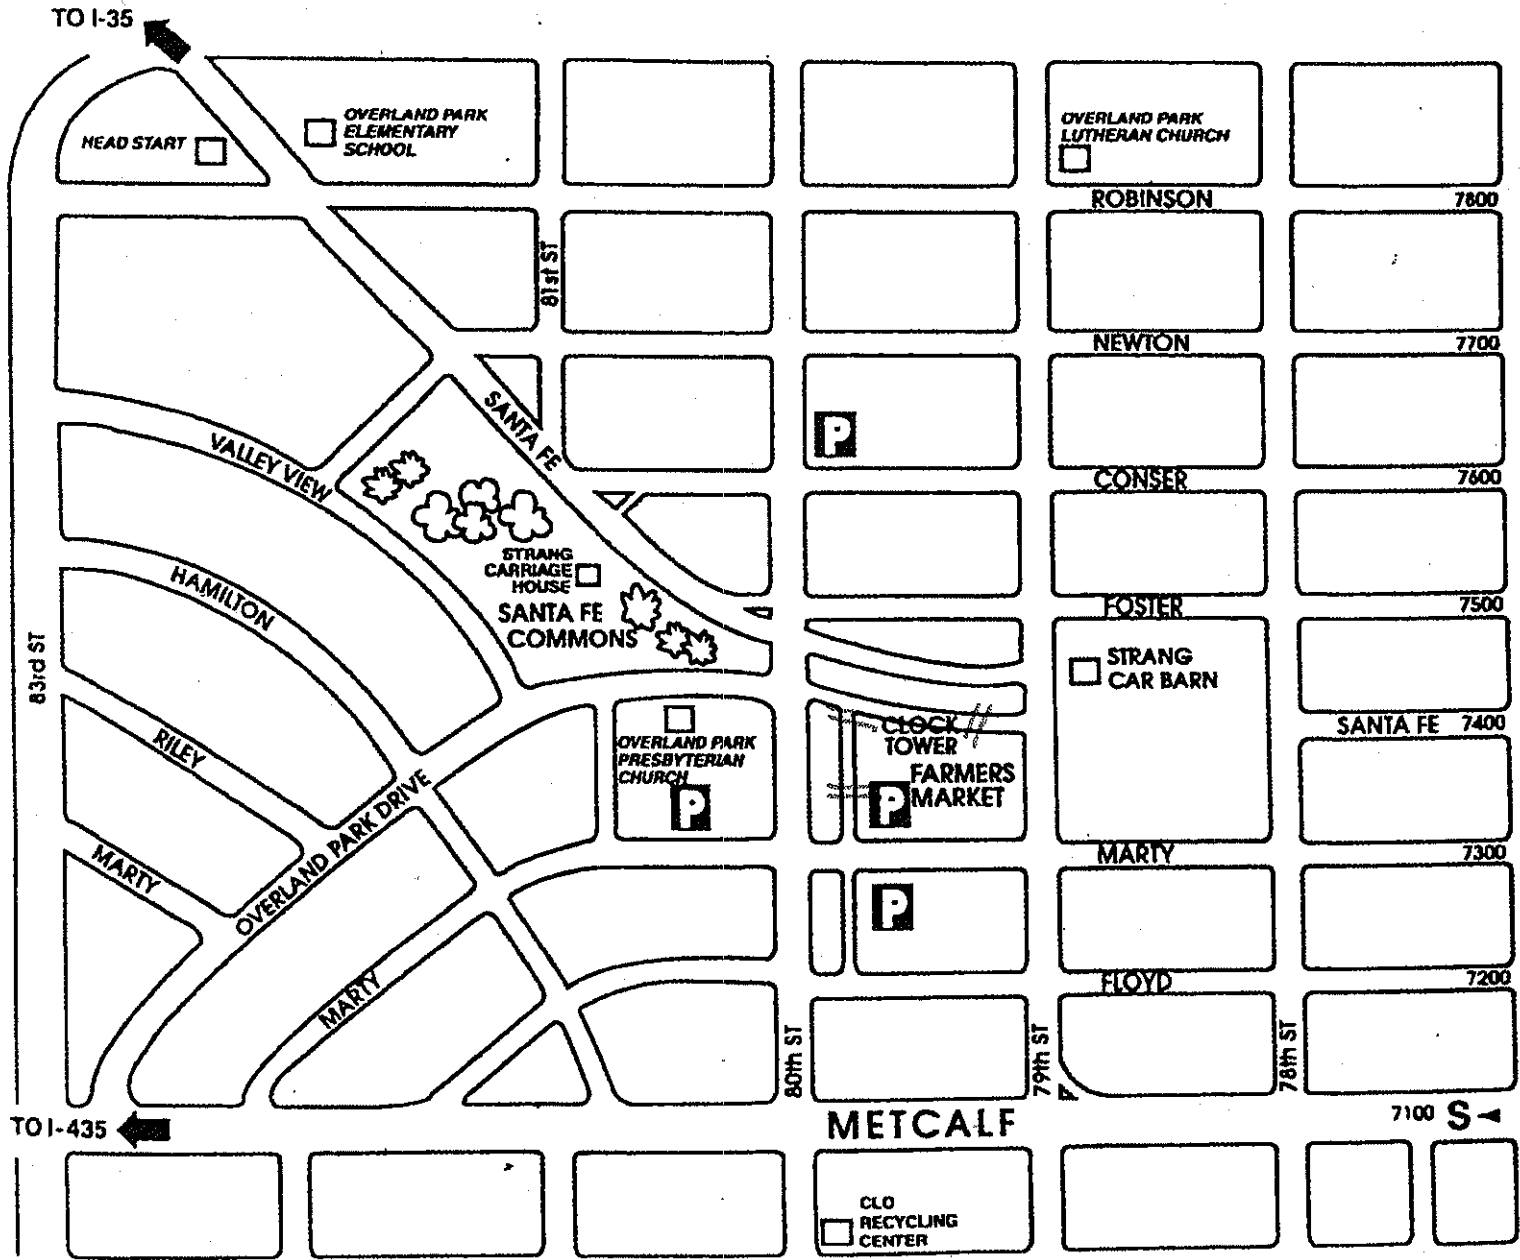 TO I-35
HEAD START
OVERLAND PARK
ELEMENTARY
SCHOOL
OVERLAND PARK
LUTHERAN CHURCH
ROBINSON
7800
81st ST
NEWTON
7700
SANTA FE
P
VALLEY VIEW
CONSER
7600
STRANG
CARRIAGE
HOUSE
SANTA FE
COMMONS
HAMILTON
FOSTER
7500
83rd ST
STRANG
CAR BARN
SANTA FE 7400
CLOCK
TOWER
RILEY
OVERLAND PARK
PRESBYTERIAN
CHURCH
P
FARMERS
MARKET
P
OVERLAND PARK DRIVE
MARTY
MARTY
7300
P
MARTY
FLOYD
7200
80th ST
79th ST
78th ST
TO I-435
METCALF
7100 S
CLO
RECYCLING
CENTER